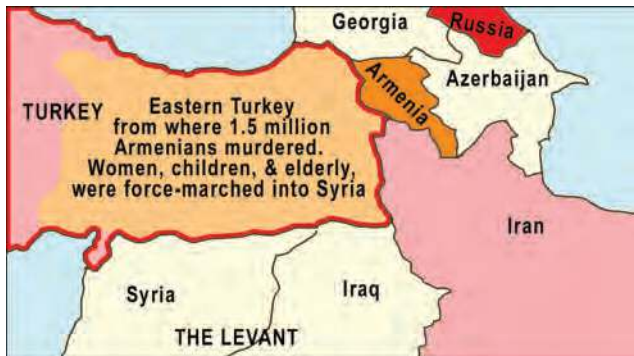 Georgia
Russia
Armenia
Azerbaijan
TURKEY
Eastern Turkey
from where 1.5 million
Armenians murdered.
Women, children, & elderly,
were force-marched into Syria
Iran
Syria
Iraq
THE LEVANT